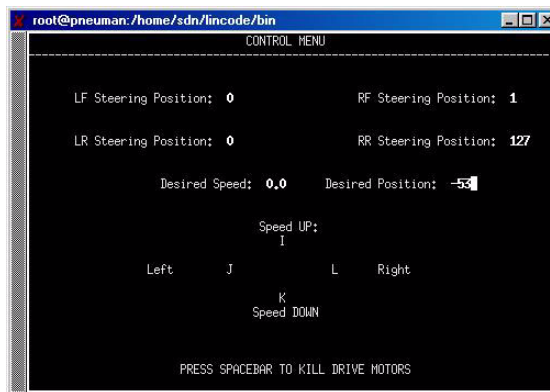 root@pneuman:/home/sdn/lincode/bin
CONTROL MENU
LF Steering Position: 0 RF Steering Position: 1
LR Steering Position: 0 RR Steering Position: 127
Desired Speed: 0.0 Desired Position: -53
Speed UP:
I
Left J L Right
K
Speed DOWN
PRESS SPACEBAR TO KILL DRIVE MOTORS